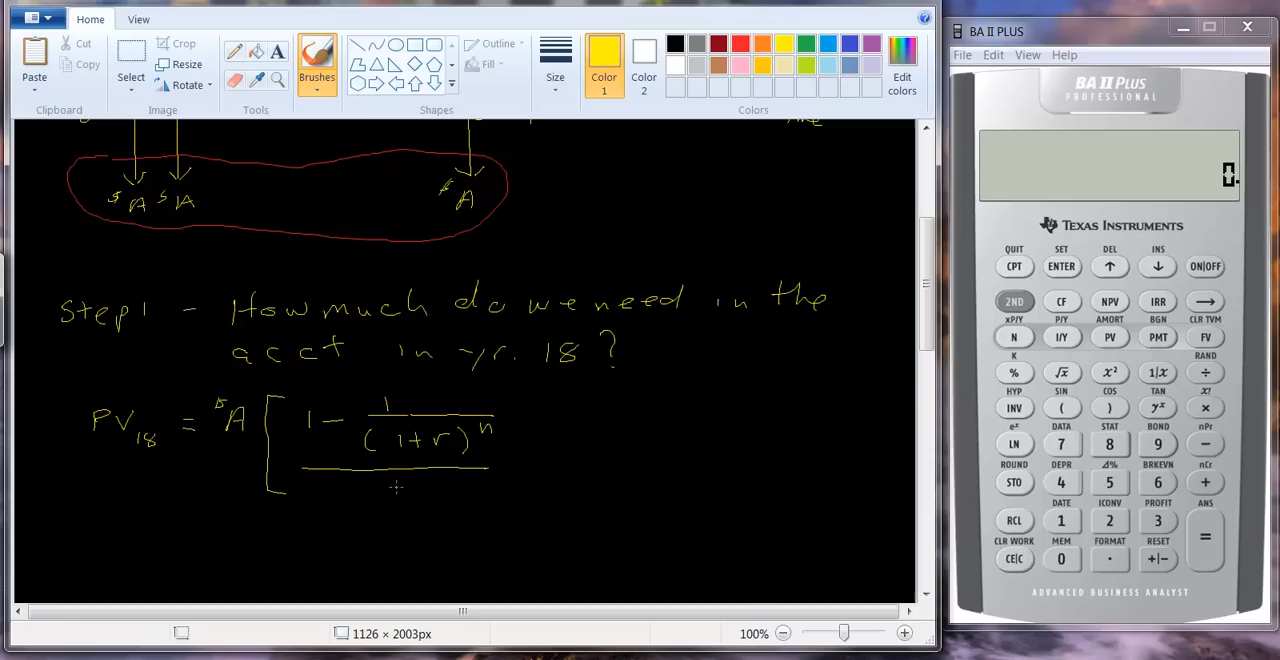 Home View
Paste
Cut
Copy
Clipboard
Select
Crop
Resize
Rotate
Image
A
Tools
Brushes
Shapes
Outline
Fill
Size
Color
1
Color
2
Colors
Edit
colors
$A $A $A
Step 1 - How much do we need in the
acct in yr. 18?
PV18 = $A [ 1 - 1
(1+r)^n
1126 × 2003px
100%
BA II PLUS
File Edit View Help
BA II PLUS
PROFESSIONAL
0.
TEXAS INSTRUMENTS
QUIT SET DEL INS
CPT ENTER ↑ ↓ ON|OFF
2ND CF NPV IRR →
xP/Y P/Y AMORT BGN CLR TVM
N I/Y PV PMT FV
K RAND
% √x x² 1/x ÷
HYP SIN COS TAN x!
INV ( ) yˣ ×
eˣ DATA STAT BOND nPr
LN 7 8 9 −
ROUND DEPR Δ% BRKEVN nCr
STO 4 5 6 +
DATE ICONV PROFIT ANS
RCL 1 2 3 =
CLR WORK MEM FORMAT RESET
CE|C 0 . +|−
ADVANCED BUSINESS ANALYST